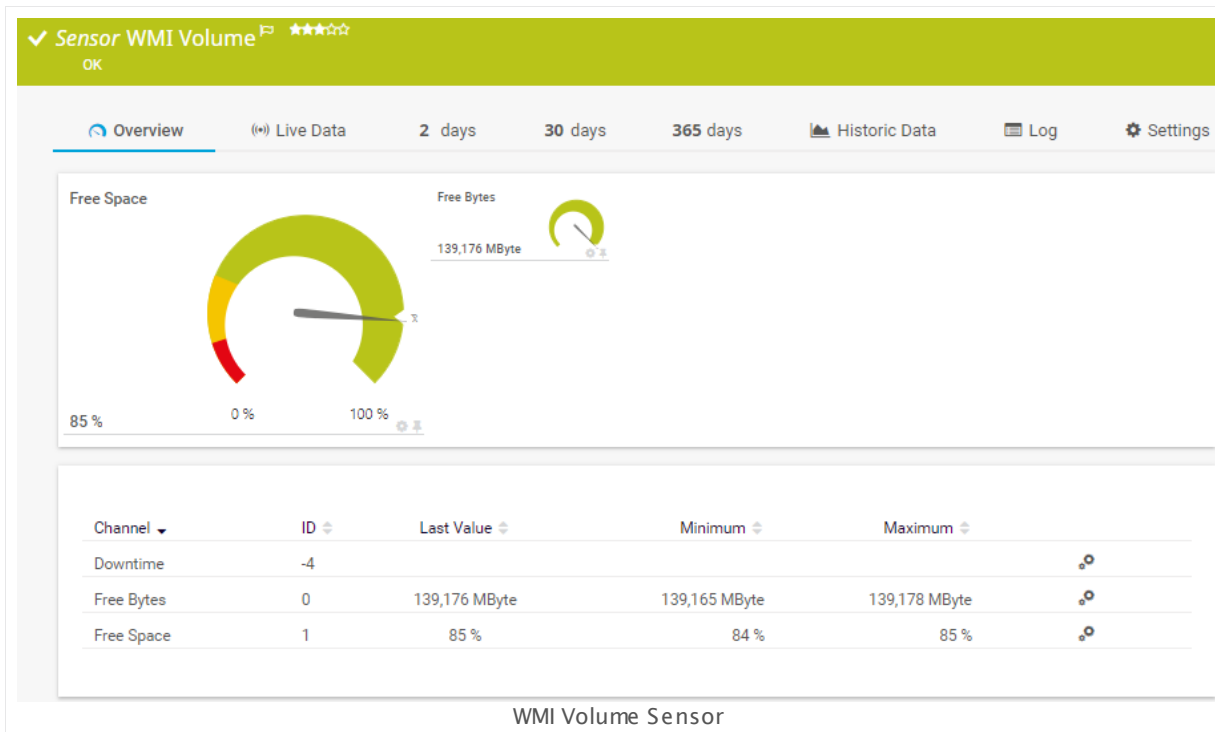 Sensor WMI Volume
OK
Overview Live Data 2 days 30 days 365 days Historic Data Log Settings
Free Space
Free Bytes
139,176 MByte
85 %
0 %
100 %
Channel ID Last Value Minimum Maximum
Downtime -4
Free Bytes 0 139,176 MByte 139,165 MByte 139,178 MByte
Free Space 1 85 % 84 % 85 %
WMI Volume Sensor